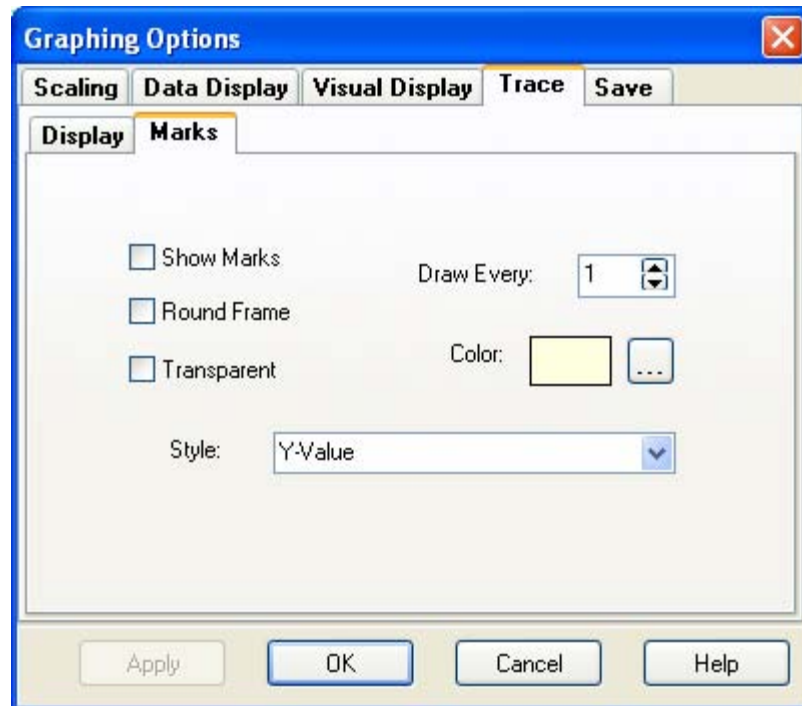 Graphing Options
Scaling Data Display Visual Display Trace Save
Display Marks
Show Marks
Draw Every: 1
Round Frame
Color: ...
Transparent
Style: Y-Value
Apply OK Cancel Help